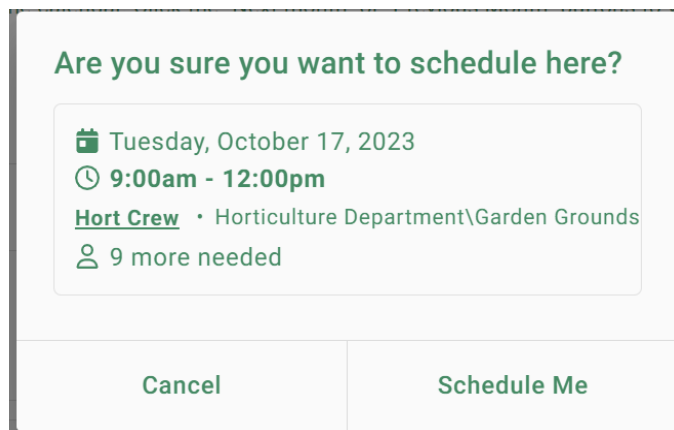 Are you sure you want to schedule here?
Tuesday, October 17, 2023
9:00am - 12:00pm
Hort Crew • Horticulture Department\Garden Grounds
9 more needed
Cancel
Schedule Me